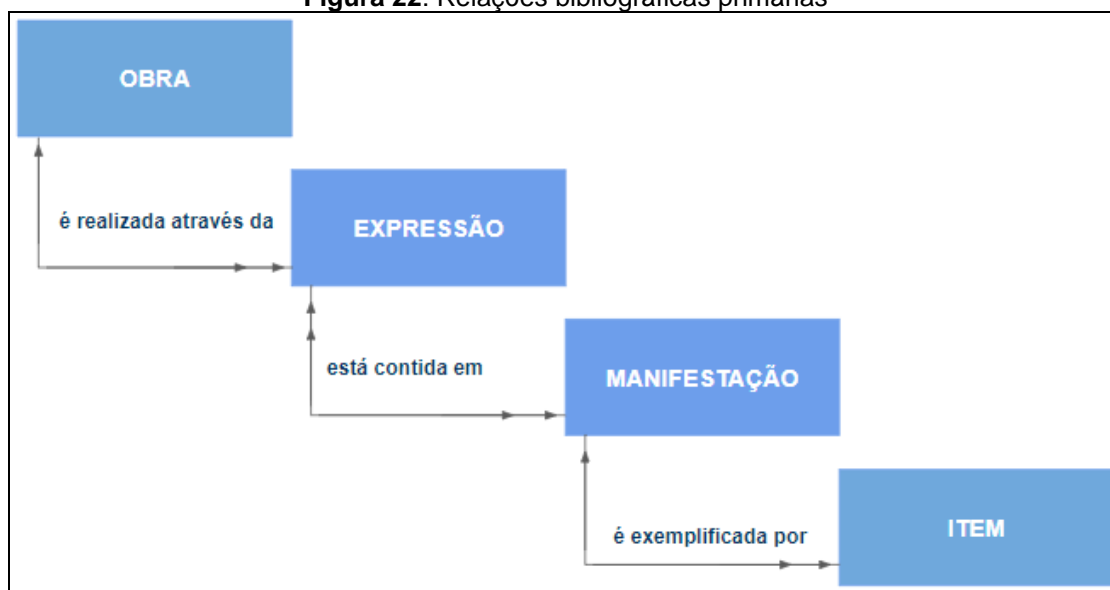 Figura 22. Relações bibliográficas primárias
OBRA
é realizada através da
EXPRESSÃO
está contida em
MANIFESTAÇÃO
é exemplificada por
ITEM